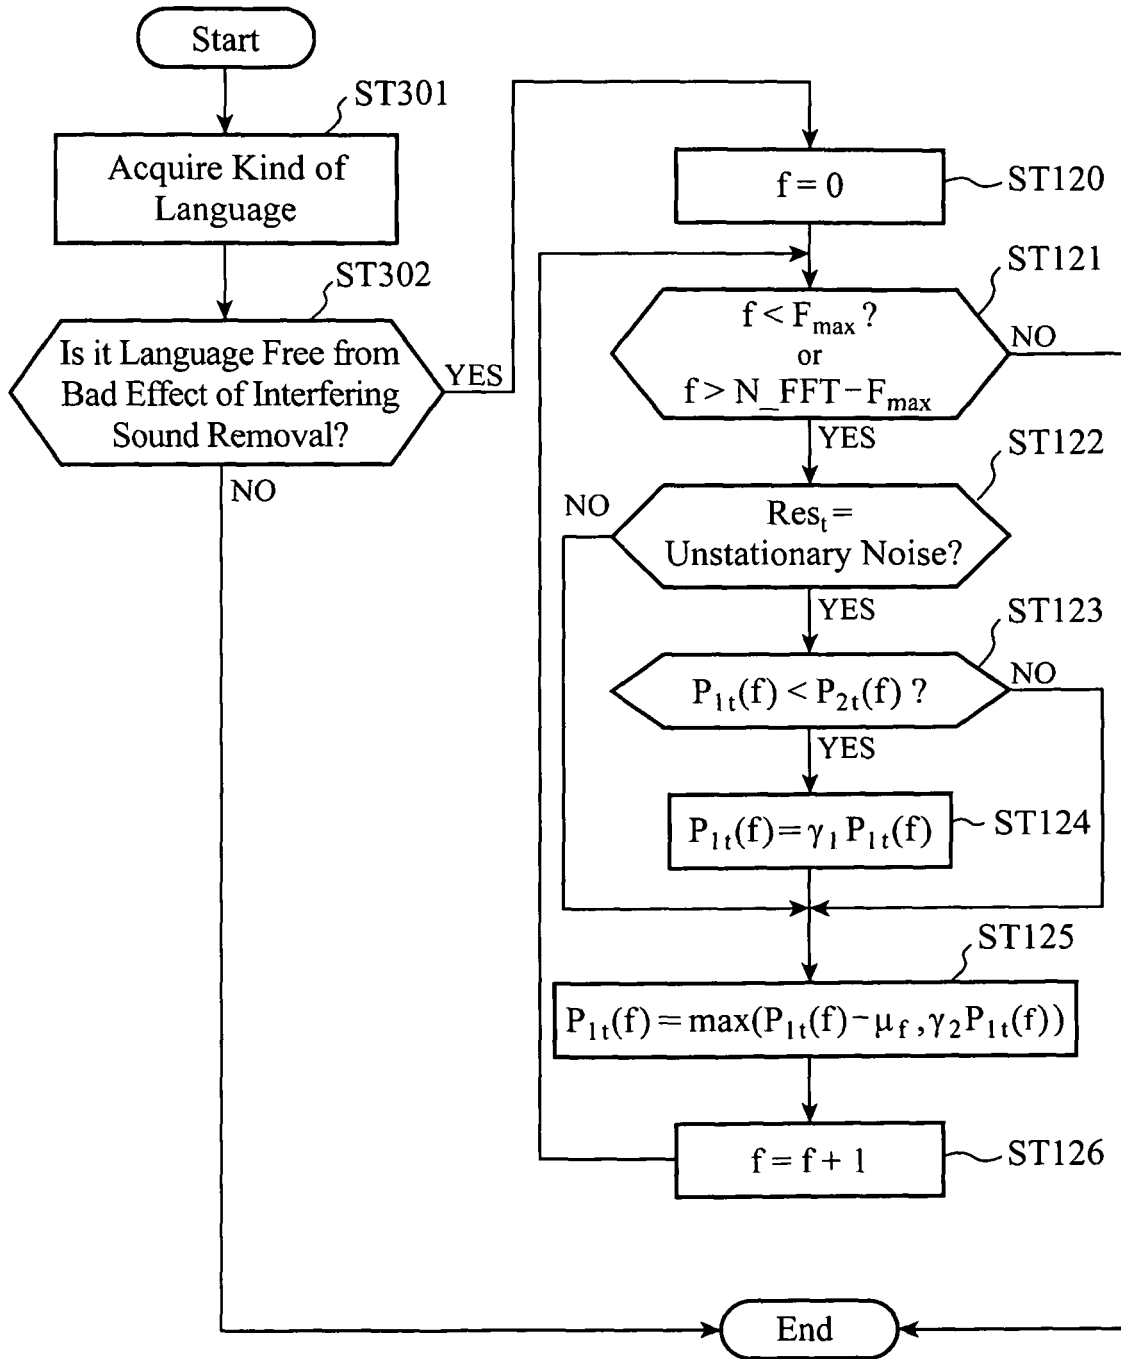 Start
ST301
Acquire Kind of
Language
ST302
Is it Language Free from
Bad Effect of Interfering
Sound Removal?
YES
NO
f = 0
ST120
ST121
f < Fmax ?
or
f > N_FFT − Fmax
NO
YES
ST122
Rest =
Unstationary Noise?
NO
YES
ST123
P1t(f) < P2t(f) ?
NO
YES
P1t(f) = γ1 P1t(f)
ST124
ST125
P1t(f) = max(P1t(f) − μf , γ2P1t(f))
f = f + 1
ST126
End